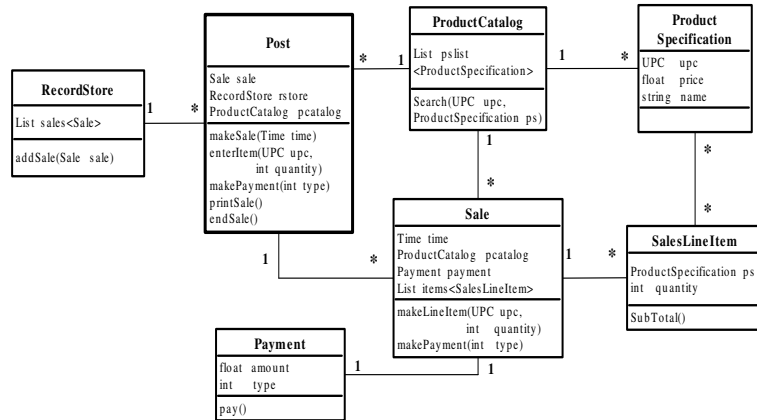 RecordStore
List sales<Sale>
addSale(Sale sale)
1
*
Post
Sale sale
RecordStore rstore
ProductCatalog pcatalog
makeSale(Time time)
enterItem(UPC upc,
int quantity)
makePayment(int type)
printSale()
endSale()
*
1
ProductCatalog
List pslist
<ProductSpecification>
Search(UPC upc,
ProductSpecification ps)
1
*
Product
Specification
UPC upc
float price
string name
1
*
*
*
1
*
Sale
Time time
ProductCatalog pcatalog
Payment payment
List items<SalesLineItem>
makeLineItem(UPC upc,
int quantity)
makePayment(int type)
1
*
SalesLineItem
ProductSpecification ps
int quantity
SubTotal()
Payment
float amount
int type
pay()
1
1